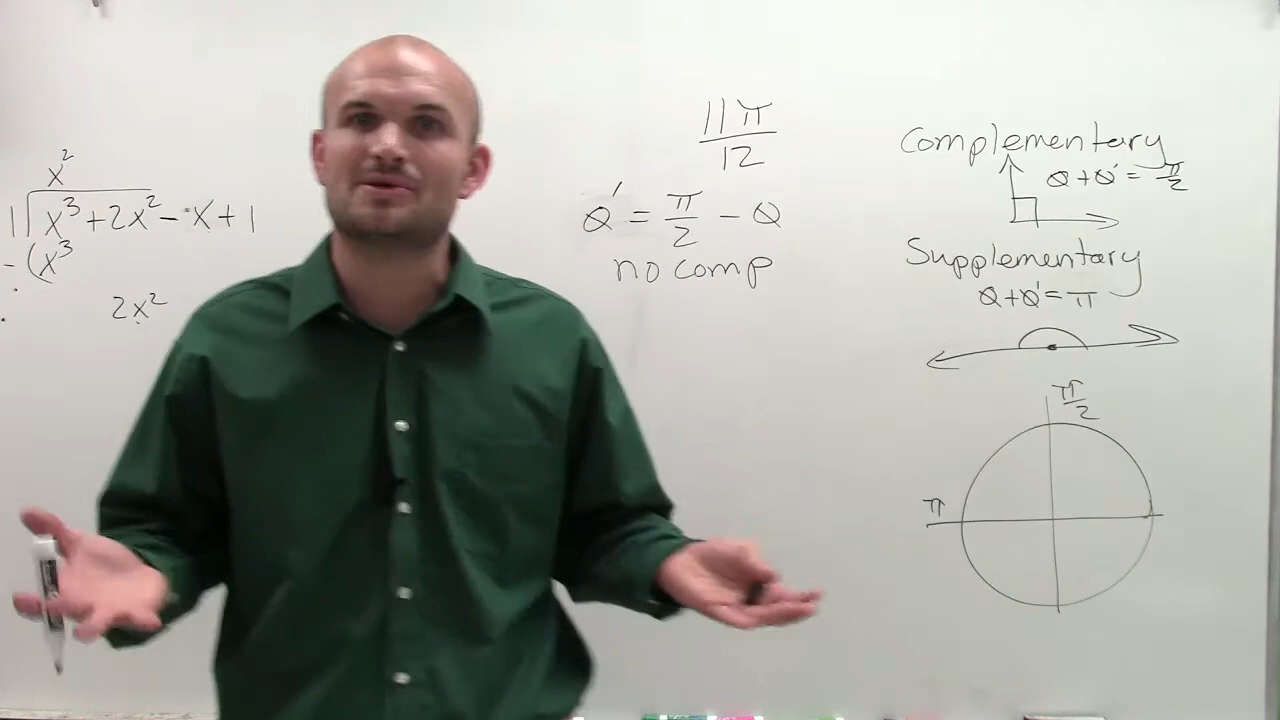 x²
1 x³ + 2x² - x + 1
- (x³
2x²
11π
12
θ' = π/2 - θ
no comp
Complementary
θ + θ' = π/2
Supplementary
θ + θ' = π
π/2
π